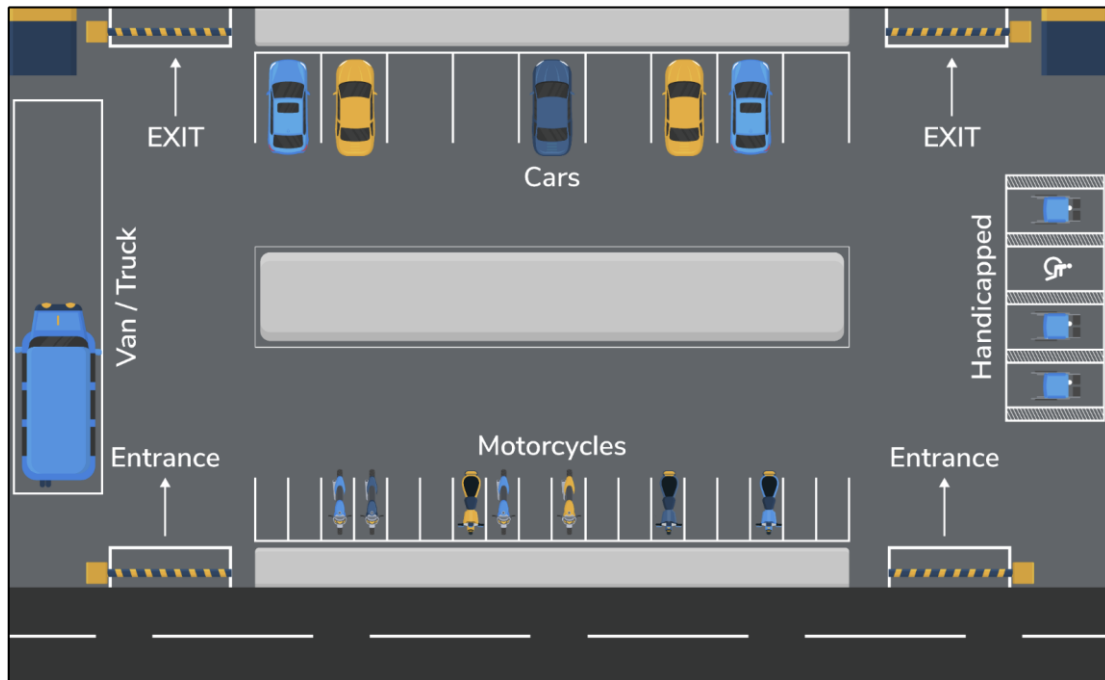 EXIT
EXIT
Cars
Van / Truck
Handicapped
Motorcycles
Entrance
Entrance